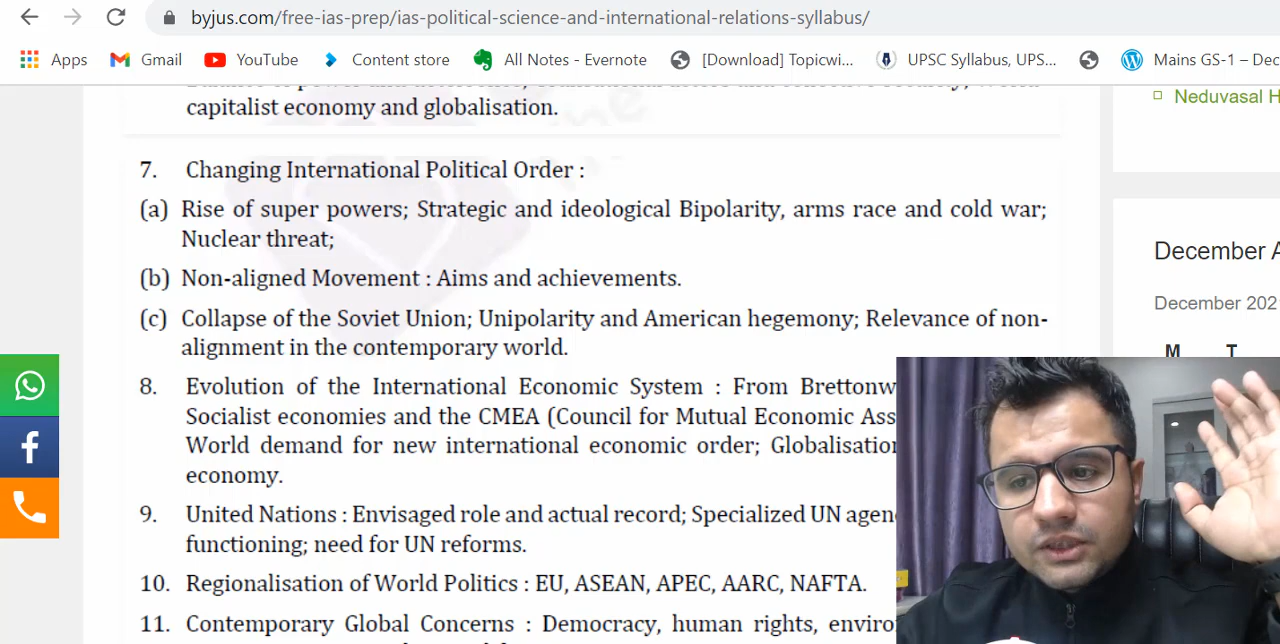 byjus.com/free-ias-prep/ias-political-science-and-international-relations-syllabus/
Apps Gmail YouTube Content store All Notes - Evernote [Download] Topicwi... UPSC Syllabus, UPS... Mains GS-1 – Dec
capitalist economy and globalisation.
Neduvasal H
7. Changing International Political Order :
(a) Rise of super powers; Strategic and ideological Bipolarity, arms race and cold war;
Nuclear threat;
December A
(b) Non-aligned Movement : Aims and achievements.
December 202
(c) Collapse of the Soviet Union; Unipolarity and American hegemony; Relevance of non-
alignment in the contemporary world.
M T
8. Evolution of the International Economic System : From Brettonw
Socialist economies and the CMEA (Council for Mutual Economic Ass
World demand for new international economic order; Globalisation
economy.
9. United Nations : Envisaged role and actual record; Specialized UN agen
functioning; need for UN reforms.
10. Regionalisation of World Politics : EU, ASEAN, APEC, AARC, NAFTA.
11. Contemporary Global Concerns : Democracy, human rights, enviro